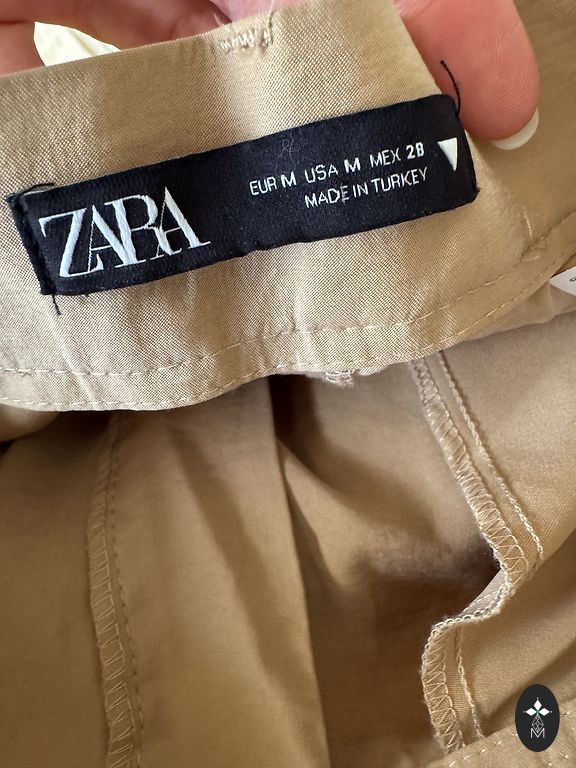 ZARA
EUR M USA M MEX 28
MADE IN TURKEY
M